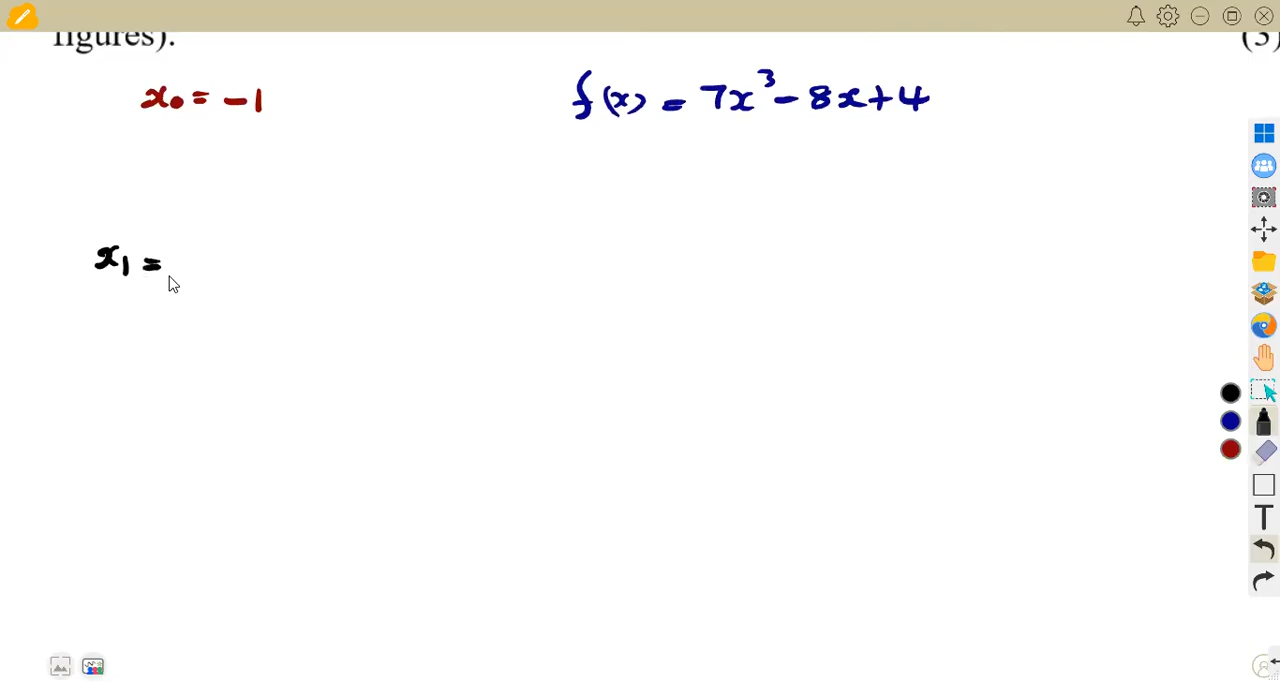 figures).
(3)
x₀ = -1
f(x) = 7x³ - 8x + 4
x₁ =
T